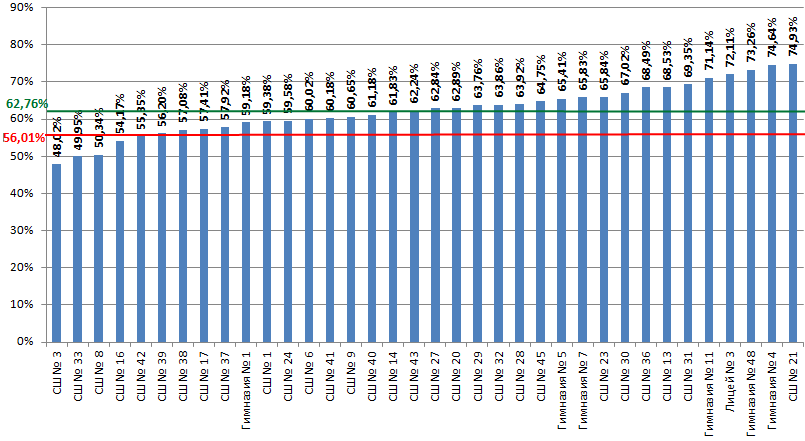 90%
80%
70%
60%
50%
40%
30%
20%
10%
0%
62,76%
56,01%
48,02%
49,95%
50,34%
54,17%
55,35%
56,20%
57,08%
57,41%
57,92%
59,18%
59,38%
59,58%
60,02%
60,18%
60,65%
61,18%
61,83%
62,24%
62,84%
62,89%
63,76%
63,86%
63,92%
64,75%
65,41%
65,83%
65,84%
67,02%
68,49%
68,53%
69,35%
71,14%
72,11%
73,26%
74,64%
74,93%
СШ № 3
СШ № 33
СШ № 8
СШ № 16
СШ № 42
СШ № 39
СШ № 38
СШ № 17
СШ № 37
Гимназия № 1
СШ № 1
СШ № 24
СШ № 6
СШ № 41
СШ № 9
СШ № 40
СШ № 14
СШ № 43
СШ № 27
СШ № 20
СШ № 29
СШ № 32
СШ № 28
СШ № 45
Гимназия № 5
Гимназия № 7
СШ № 23
СШ № 30
СШ № 36
СШ № 13
СШ № 31
Гимназия № 11
Лицей № 3
Гимназия № 48
Гимназия № 4
СШ № 21